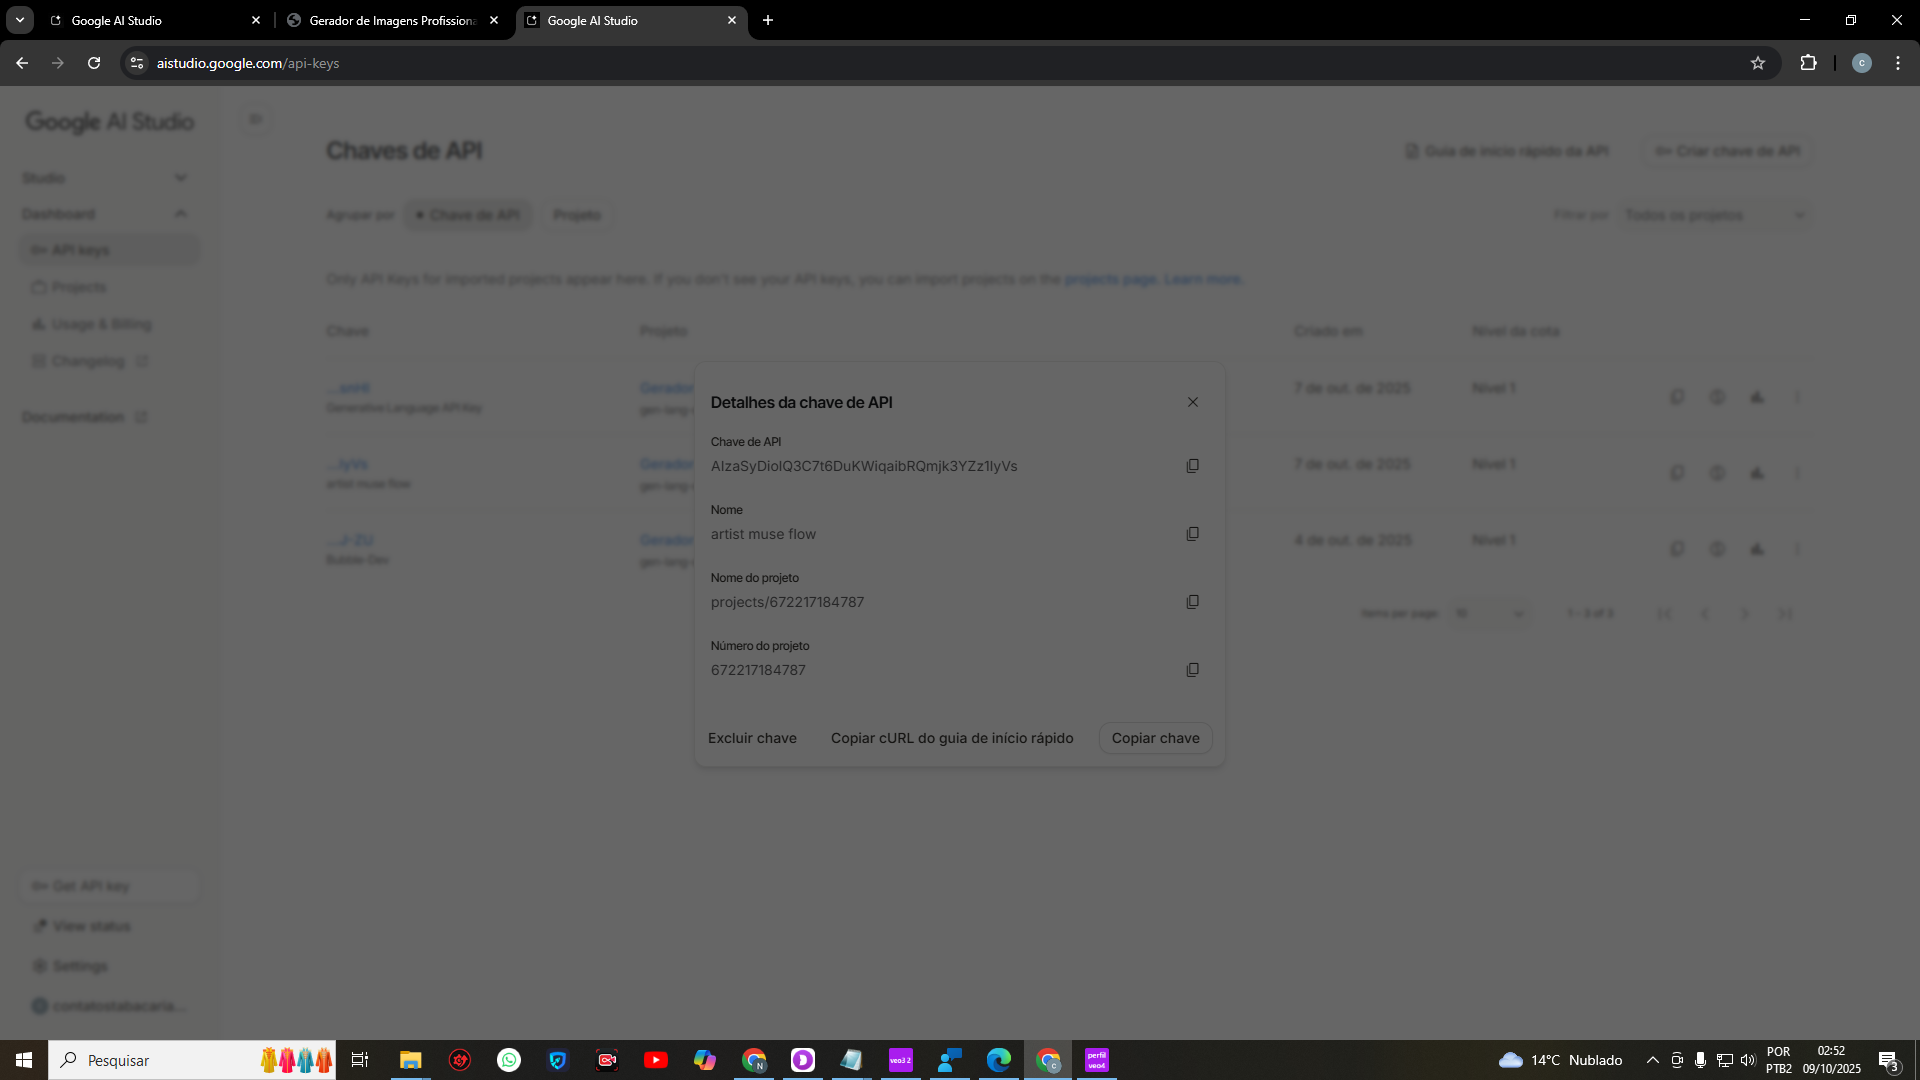 Google AI Studio
Gerador de Imagens Profissiona
Google AI Studio
aistudio.google.com/api-keys
Google AI Studio
Chaves de API
Guia de início rápido da API
Criar chave de API
Studio
Dashboard
Agrupar por
Chave de API
Projeto
Filtrar por
Todos os projetos
API keys
Only API Keys for imported projects appear here. If you don't see your API keys, you can import projects on the projects page. Learn more.
Projects
Usage & Billing
Chave
Projeto
Criado em
Nível da cota
Changelog
Gerador
7 de out. de 2025
Nível 1
Generative Language API Key
gen-lang-
Documentation
...IyVs
Gerador
7 de out. de 2025
Nível 1
artist muse flow
gen-lang-
...J-ZU
Gerador
4 de out. de 2025
Nível 1
Bubble Dev
gen-lang-
Items per page:
10
1 – 3 of 3
Detalhes da chave de API
Chave de API
AIzaSyDiolQ3C7t6DuKWiqaibRQmjk3YZz1IyVs
Nome
artist muse flow
Nome do projeto
projects/672217184787
Número do projeto
672217184787
Excluir chave
Copiar cURL do guia de início rápido
Copiar chave
Get API key
View status
Settings
contatostabacaria...
Pesquisar
veo3 2
perfil
veo4
14°C Nublado
POR
PTB2
02:52
09/10/2025
3